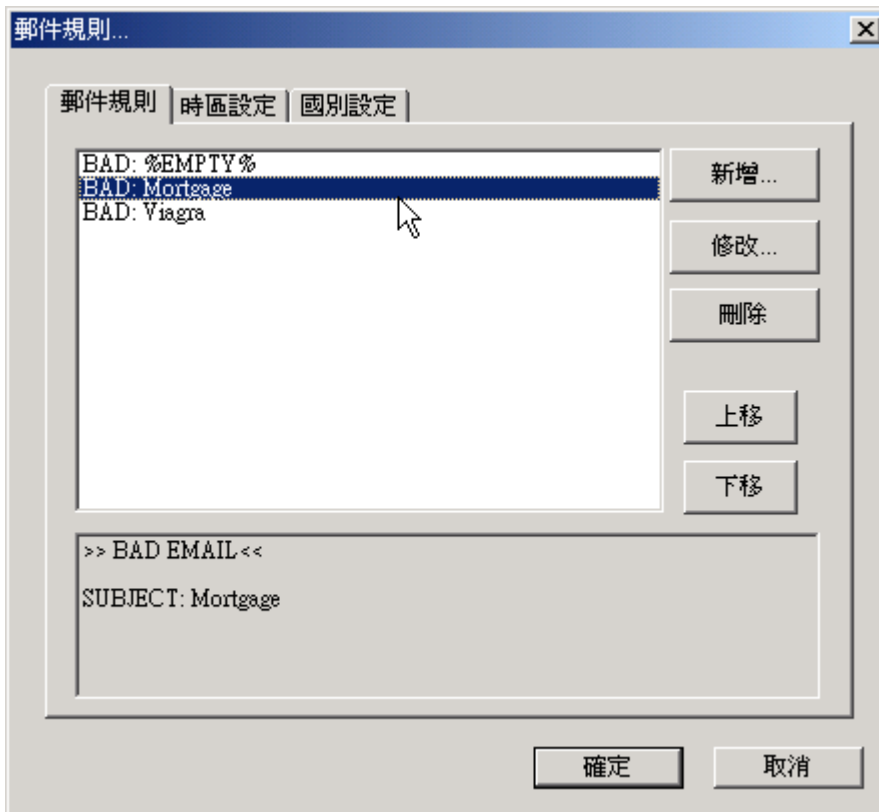 郵件規則...
郵件規則 時區設定 國別設定
BAD: %EMPTY%
BAD: Mortgage
BAD: Viagra
新增...
修改...
刪除
上移
下移
>> BAD EMAIL<<
SUBJECT: Mortgage
確定 取消